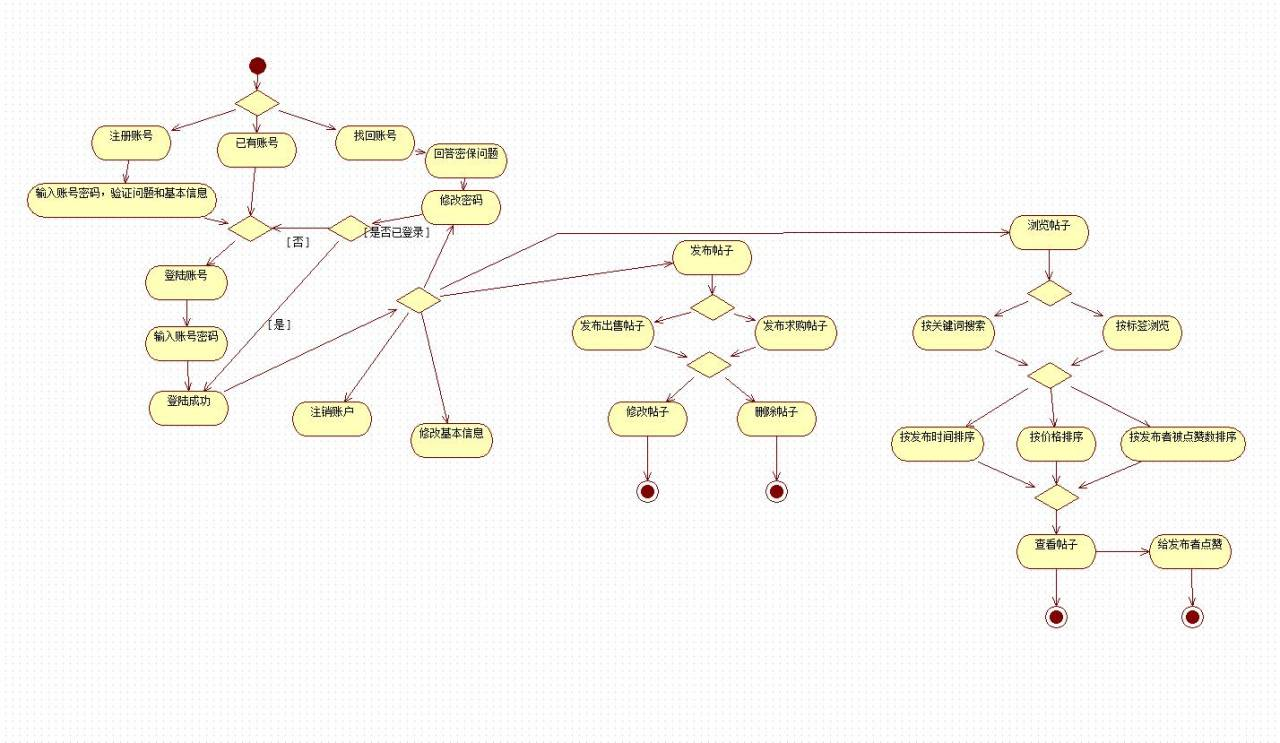 注册账号
已有账号
找回账号
回答密保问题
输入账号密码，验证问题和基本信息
修改密码
[是否已登录]
[否]
登陆账号
[是]
输入账号密码
登陆成功
注销账户
修改基本信息
发布帖子
发布出售帖子
发布求购帖子
修改帖子
删除帖子
浏览帖子
按关键词搜索
按标签浏览
按发布时间排序
按价格排序
按发布者被点赞数排序
查看帖子
给发布者点赞